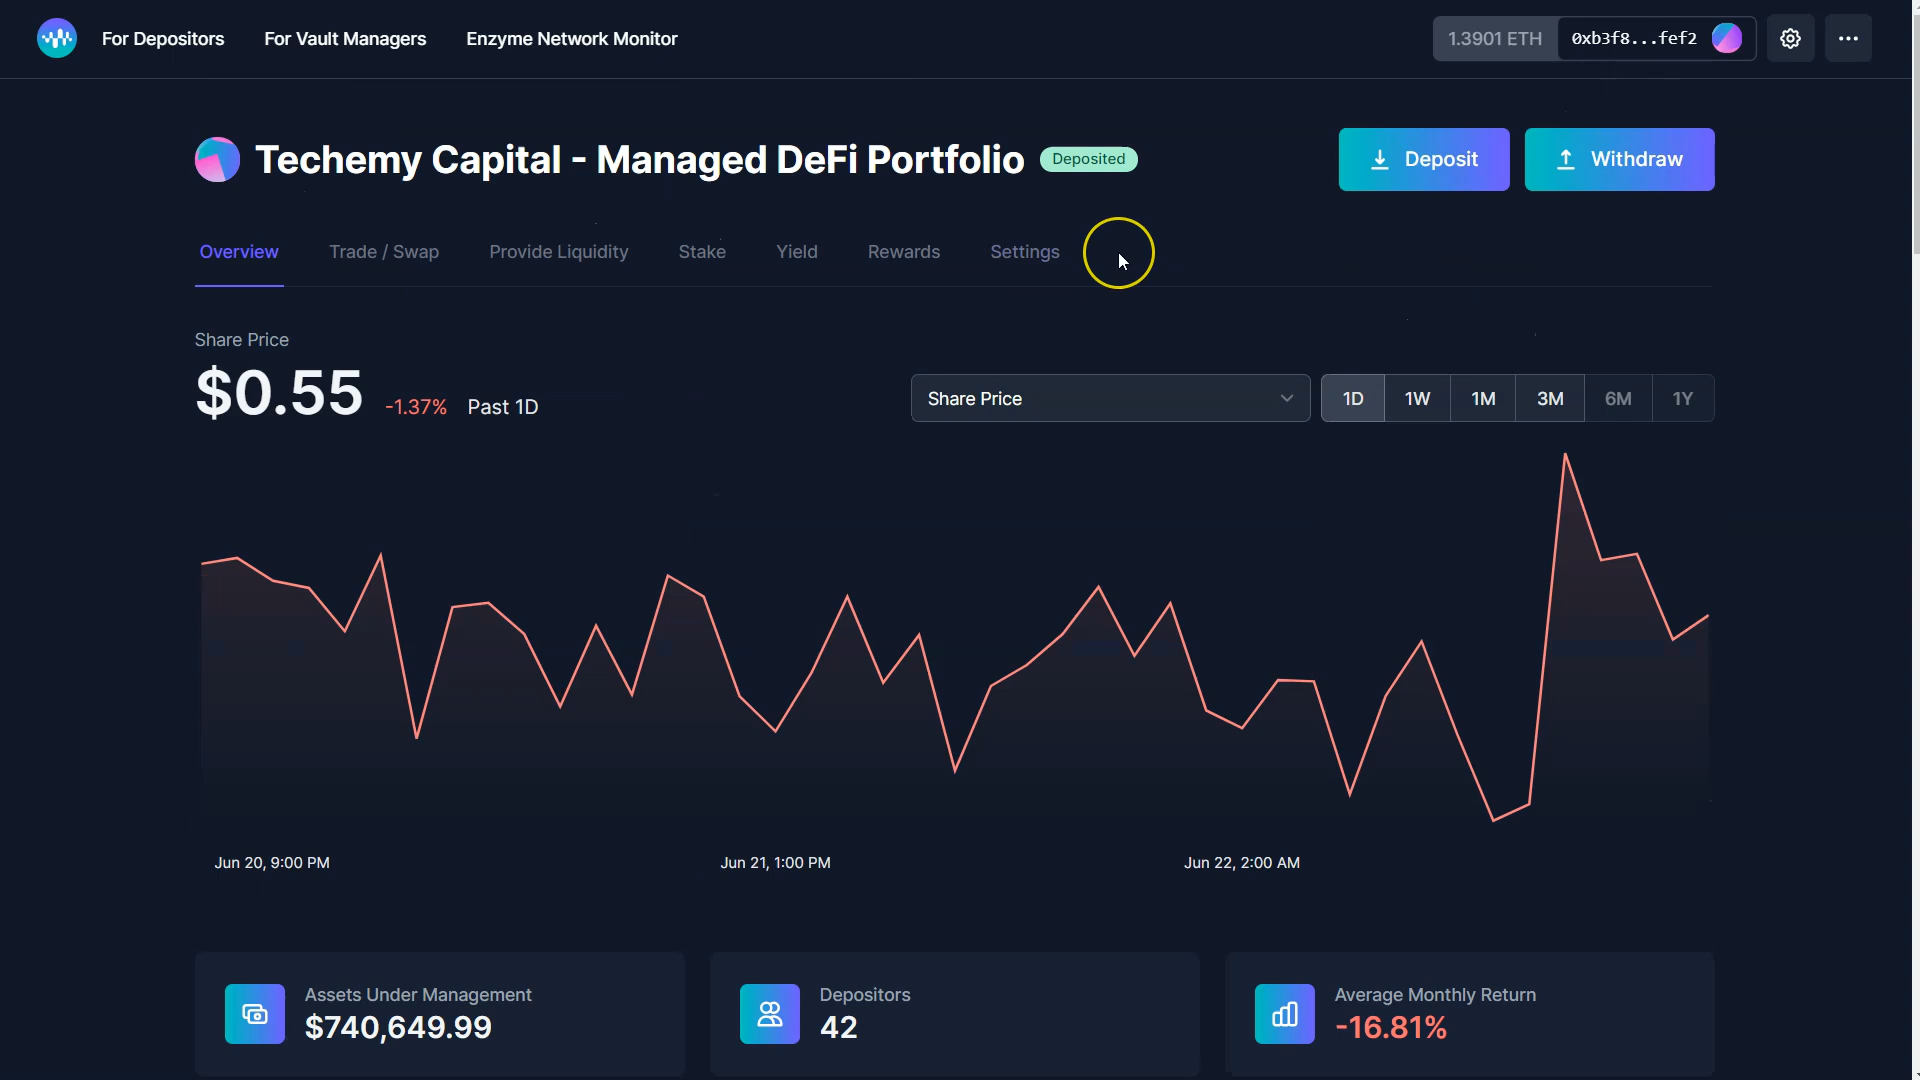 For Depositors
For Vault Managers
Enzyme Network Monitor
1.3901 ETH
0xb3f8...fef2
Techemy Capital - Managed DeFi Portfolio
Deposited
Deposit
Withdraw
Overview
Trade / Swap
Provide Liquidity
Stake
Yield
Rewards
Settings
Share Price
$0.55
-1.37%
Past 1D
Share Price
1D
1W
1M
3M
6M
1Y
Jun 20, 9:00 PM
Jun 21, 1:00 PM
Jun 22, 2:00 AM
Assets Under Management
$740,649.99
Depositors
42
Average Monthly Return
-16.81%